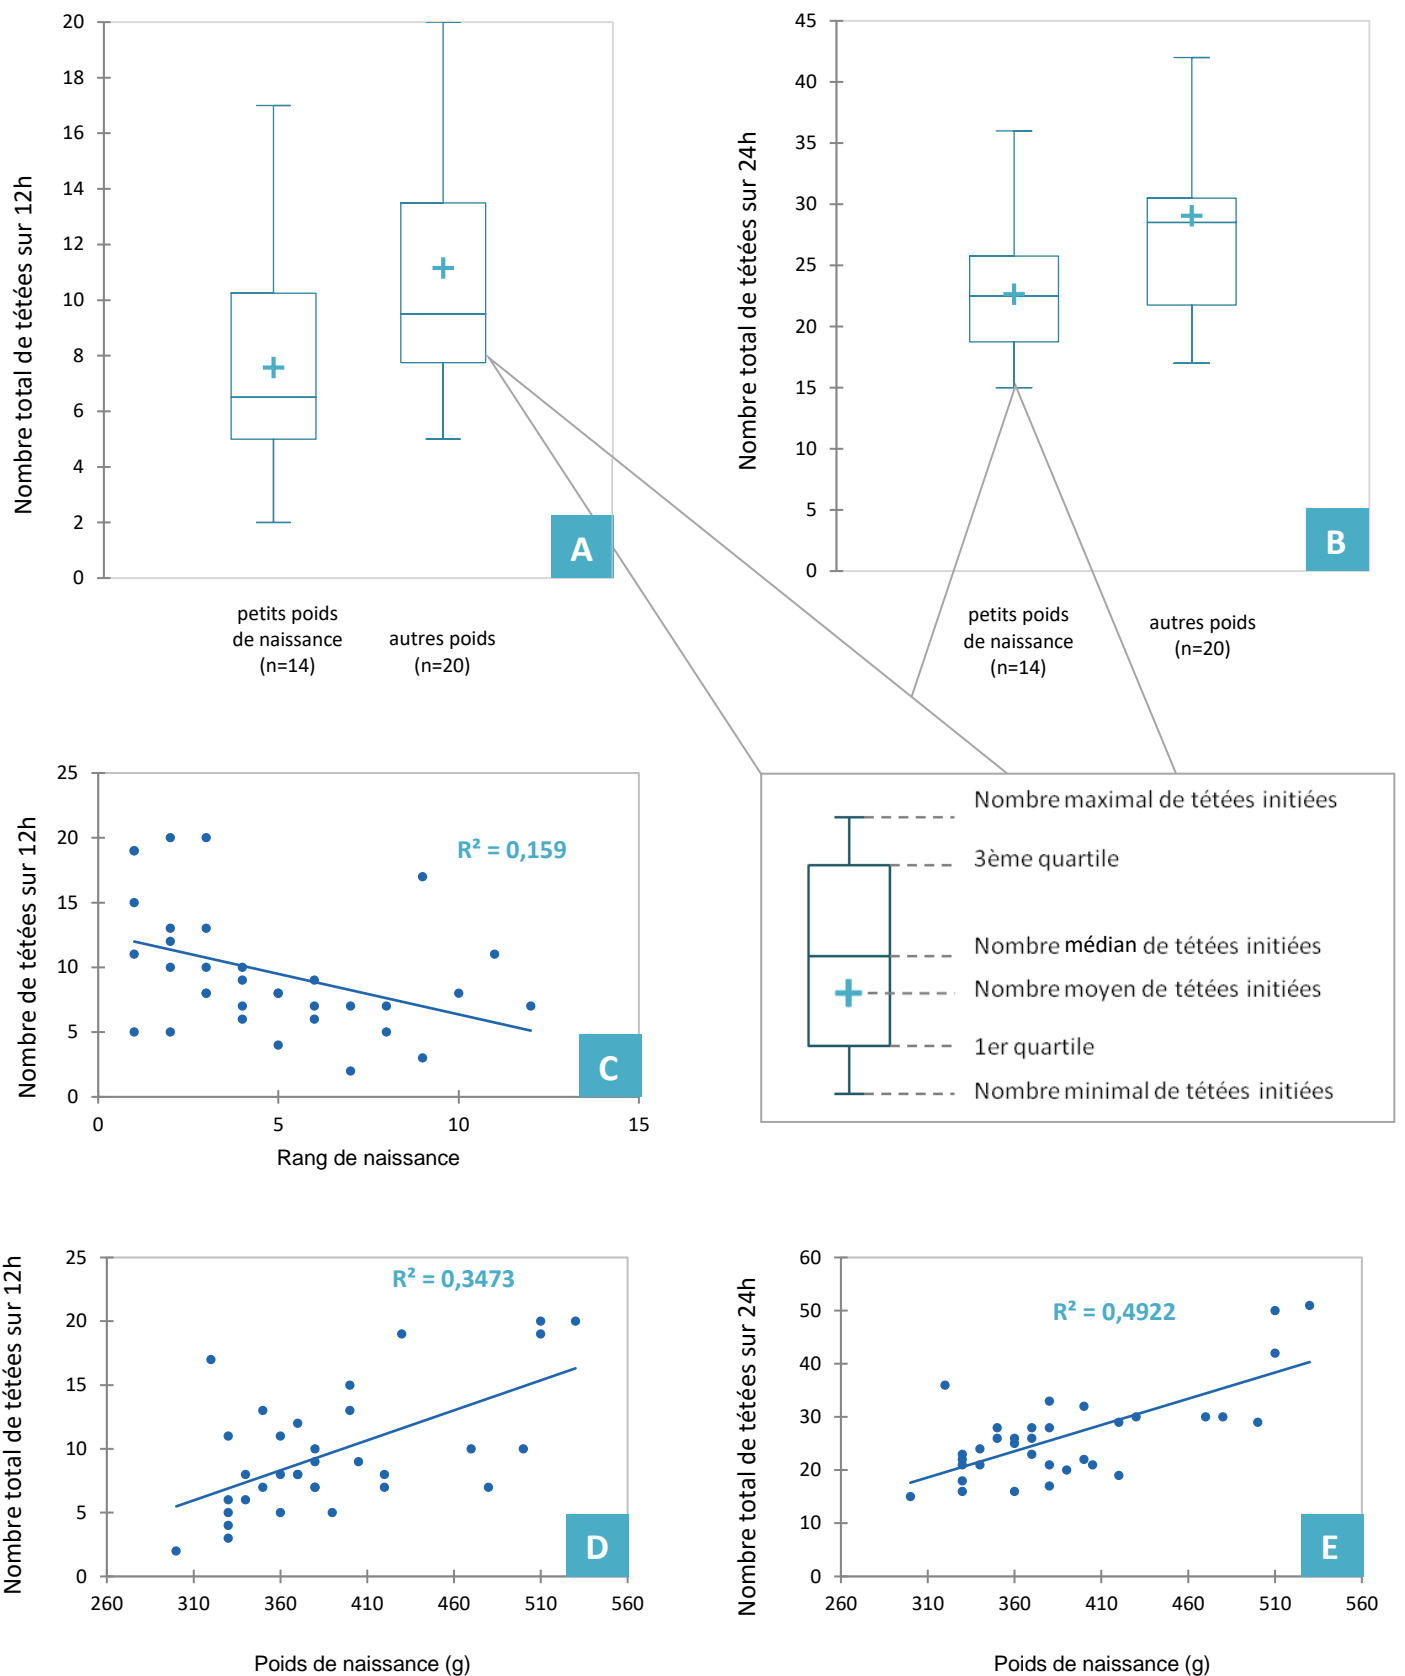 Nombre total de tétées sur 12h
20
18
16
14
12
10
8
6
4
2
0
A
petits poids
de naissance
(n=14)
autres poids
(n=20)
Nombre total de tétées sur 24h
45
40
35
30
25
20
15
10
5
0
B
petits poids
de naissance
(n=14)
autres poids
(n=20)
Nombre de tétées sur 12h
25
20
15
10
5
0
R² = 0,159
C
0
5
10
15
Rang de naissance
Nombre maximal de tétées initiées
3ème quartile
Nombre médian de tétées initiées
Nombre moyen de tétées initiées
1er quartile
Nombre minimal de tétées initiées
Nombre total de tétées sur 12h
25
20
15
10
5
0
R² = 0,3473
D
260
310
360
410
460
510
560
Poids de naissance (g)
Nombre total de tétées sur 24h
60
50
40
30
20
10
0
R² = 0,4922
E
260
310
360
410
460
510
560
Poids de naissance (g)